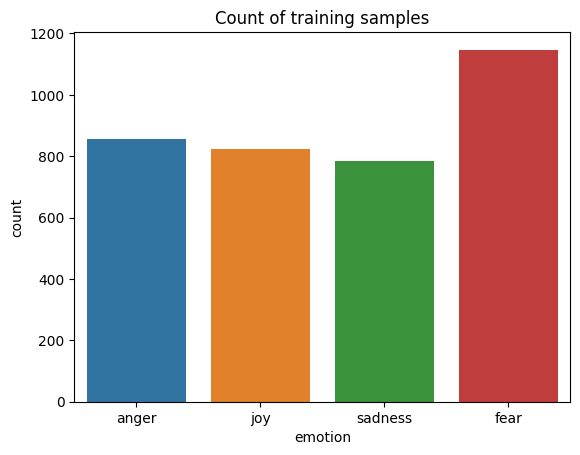 Count of training samples
1200
1000
800
600
400
200
0
count
anger joy sadness fear
emotion